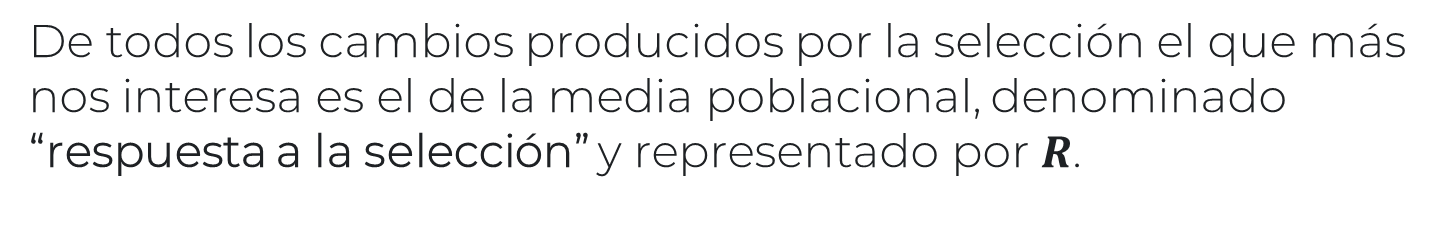 De todos los cambios producidos por la selección el que más
nos interesa es el de la media poblacional, denominado
“respuesta a la selección” y representado por R.